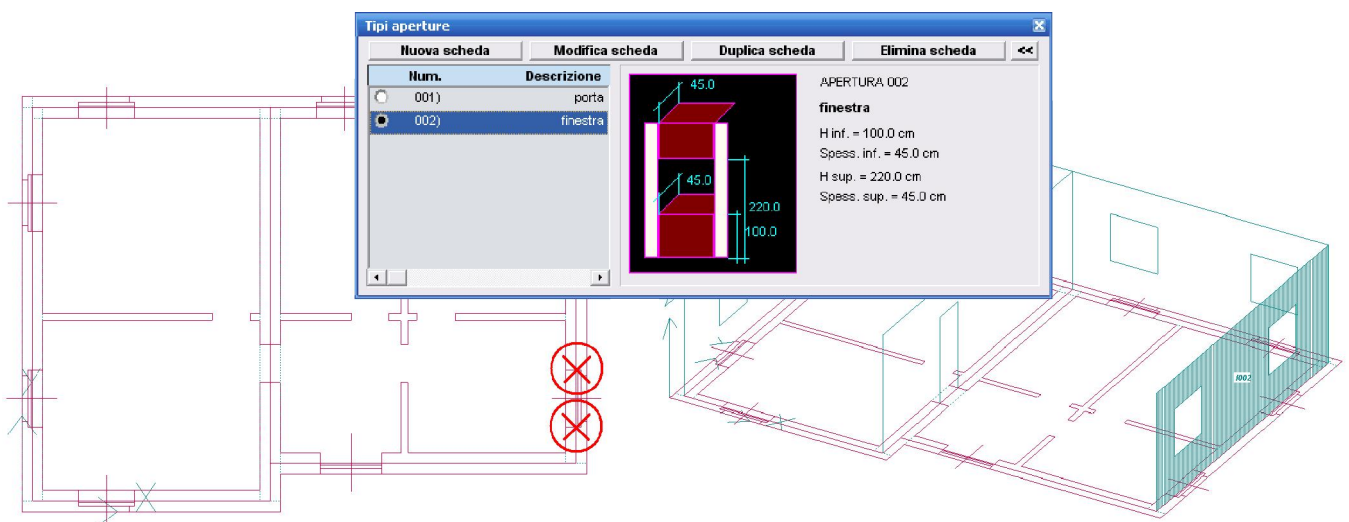 Tipi aperture
Nuova scheda Modifica scheda Duplica scheda Elimina scheda <<
Num. Descrizione
001) porta
002) finestra
45.0
45.0
220.0
100.0
APERTURA 002
finestra
H inf. = 100.0 cm
Spess. inf. = 45.0 cm
H sup. = 220.0 cm
Spess. sup. = 45.0 cm
I002